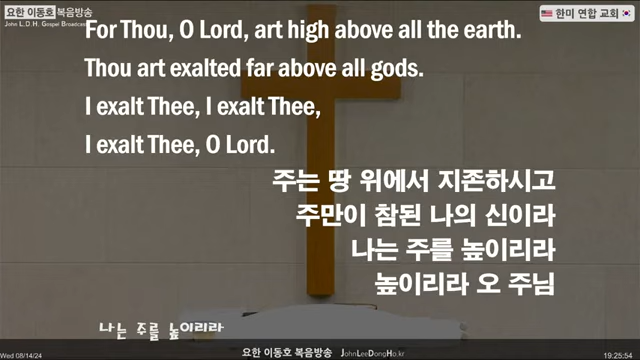 요한 이동호 복음방송
John L.D.H. Gospel Broadcast
한미 연합 교회
For Thou, O Lord, art high above all the earth.
Thou art exalted far above all gods.
I exalt Thee, I exalt Thee,
I exalt Thee, O Lord.
주는 땅 위에서 지존하시고
주만이 참된 나의 신이라
나는 주를 높이리라
높이리라 오 주님
나는 주를 높이리라
Wed 08/14/24
요한 이동호 복음방송 JohnLeeDongHo.kr
19:25:54